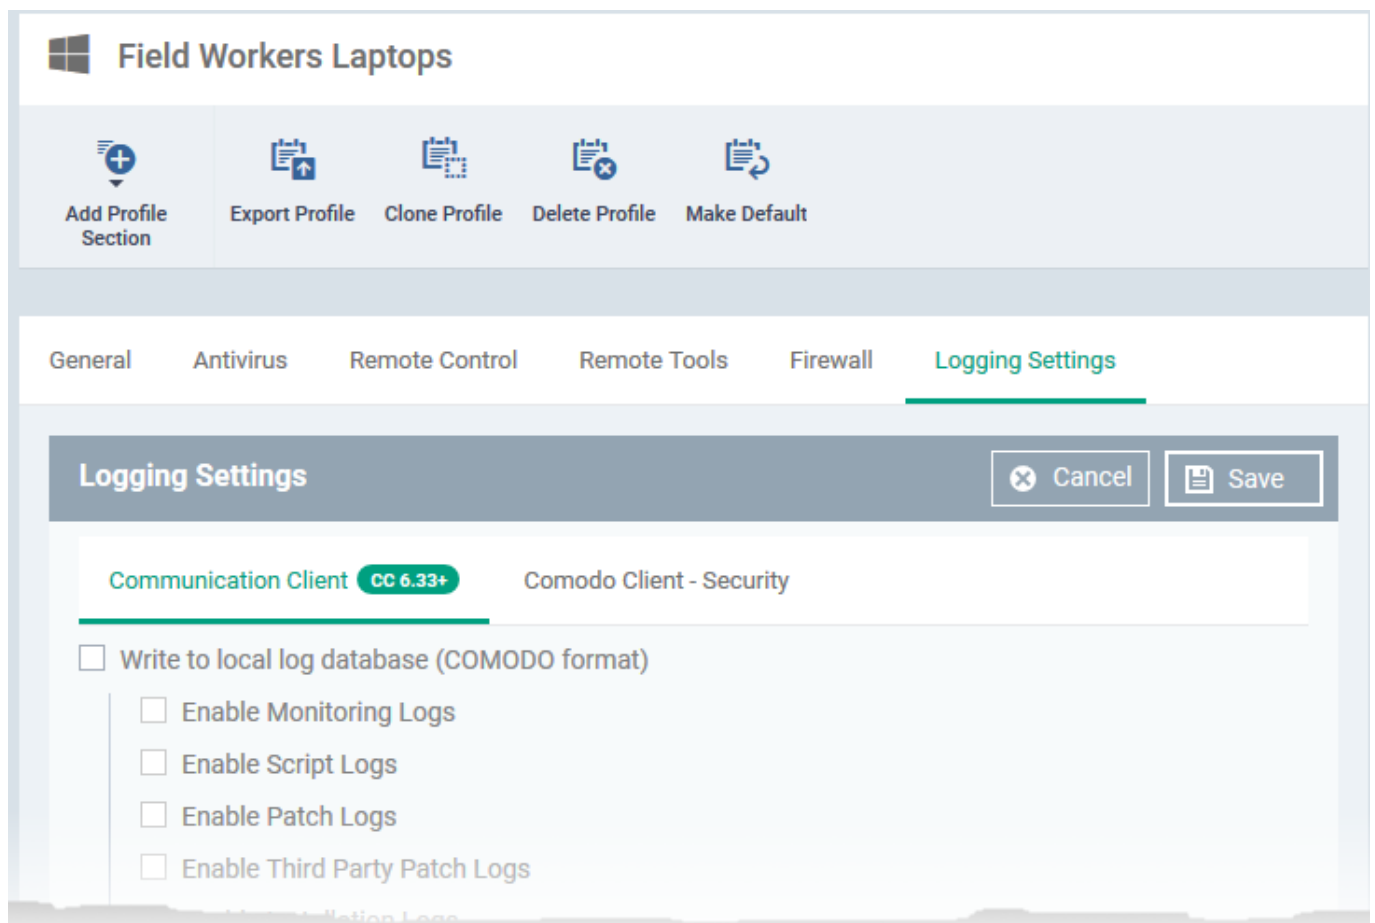 Field Workers Laptops
Add Profile
Section
Export Profile
Clone Profile
Delete Profile
Make Default
General Antivirus Remote Control Remote Tools Firewall Logging Settings
Logging Settings
Cancel
Save
Communication Client CC 6.33+ Comodo Client - Security
Write to local log database (COMODO format)
Enable Monitoring Logs
Enable Script Logs
Enable Patch Logs
Enable Third Party Patch Logs
Logs